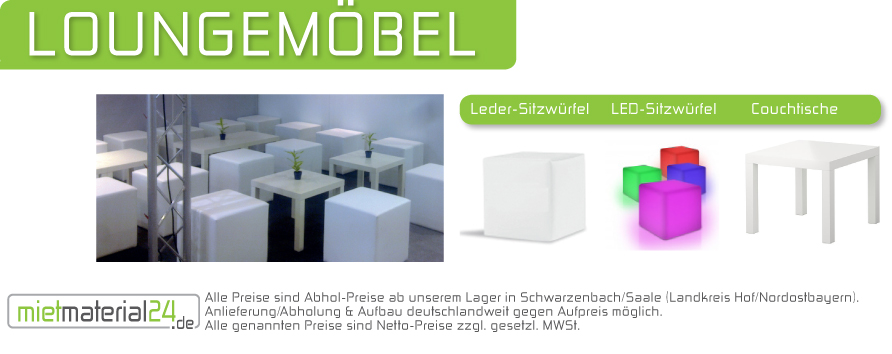 LOUNGEMÖBEL
Leder-Sitzwürfel LED-Sitzwürfel Couchtische
mietmaterial24.de
Alle Preise sind Abhol-Preise ab unserem Lager in Schwarzenbach/Saale (Landkreis Hof/Nordostbayern).
Anlieferung/Abholung & Aufbau deutschlandweit gegen Aufpreis möglich.
Alle genannten Preise sind Netto-Preise zzgl. gesetzl. MWSt.